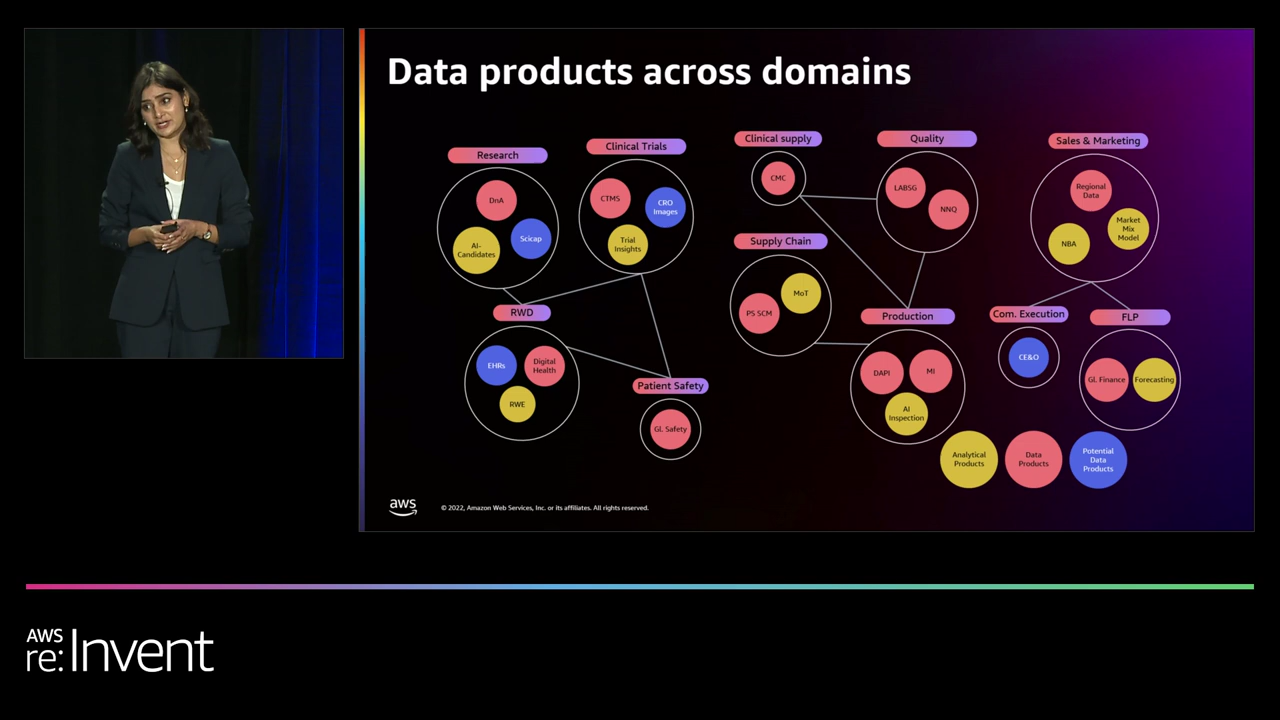 Data products across domains
Research
DnA
AI-
Candidates
Scicap
Clinical Trials
CTMS
CRO
Images
Trial
Insights
Clinical supply
CMC
Quality
LABSG
NNQ
Sales & Marketing
Regional
Data
NBA
Market
Mix
Model
RWD
EHRs
Digital
Health
RWE
Patient Safety
Gl. Safety
Supply Chain
PS SCM
MoT
Production
DAPI
MI
AI
Inspection
Com. Execution
CE&O
FLP
Gl. Finance
Forecasting
Analytical
Products
Data
Products
Potential
Data
Products
aws
© 2022, Amazon Web Services, Inc. or its affiliates. All rights reserved.
AWS
re:Invent